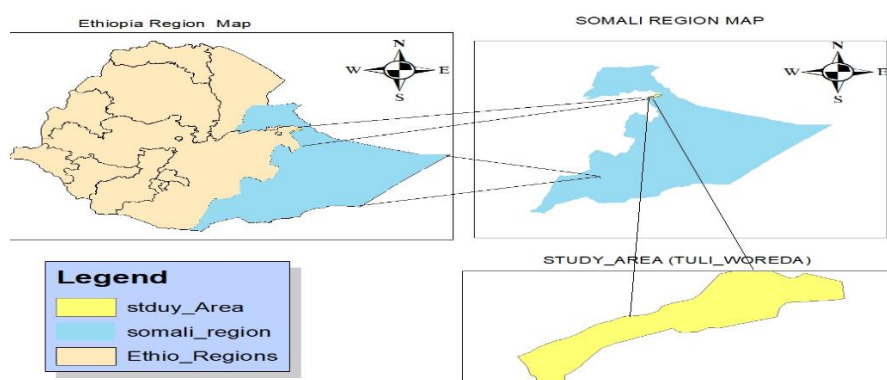 Ethiopia Region Map
N
W E
S
SOMALI REGION MAP
N
W E
S
STUDY_AREA (TULI_WOREDA)
Legend
stduy_Area
somali_region
Ethio_Regions